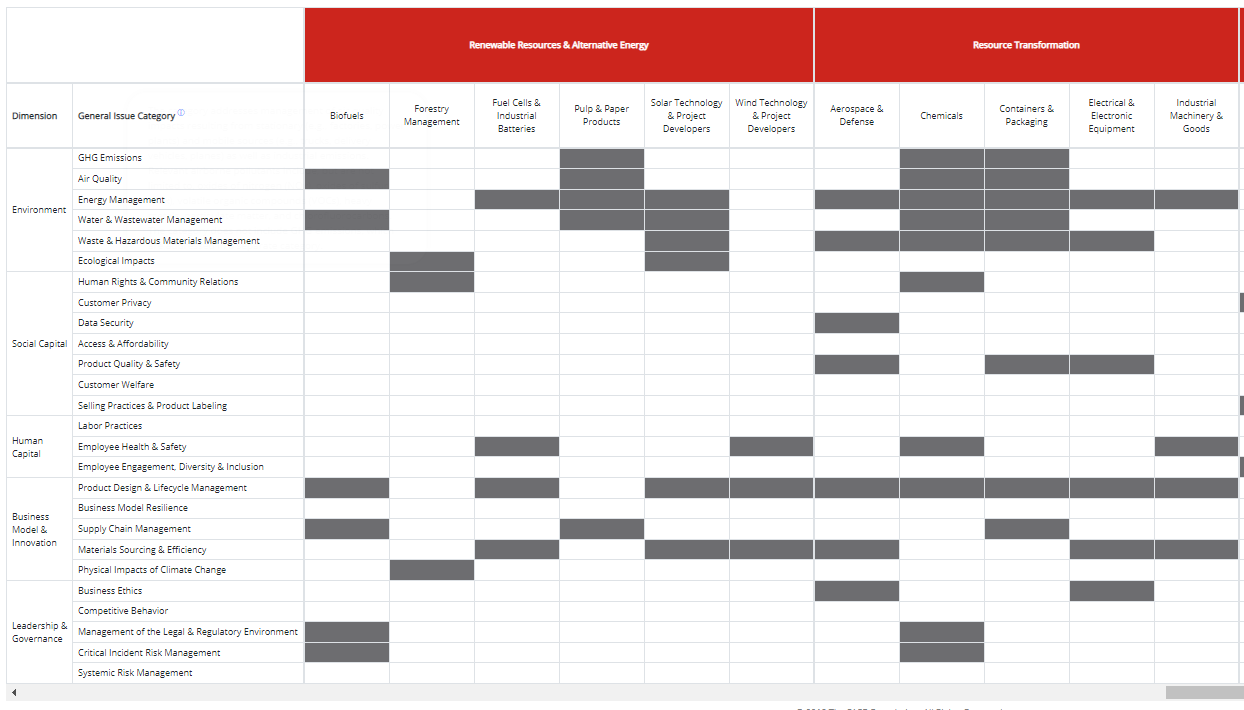 Renewable Resources & Alternative Energy
Resource Transformation
Dimension
General Issue Category
Biofuels
Forestry
Management
Fuel Cells &
Industrial
Batteries
Pulp & Paper
Products
Solar Technology
& Project
Developers
Wind Technology
& Project
Developers
Aerospace &
Defense
Chemicals
Containers &
Packaging
Electrical &
Electronic
Equipment
Industrial
Machinery &
Goods
Environment
GHG Emissions
Air Quality
Energy Management
Water & Wastewater Management
Waste & Hazardous Materials Management
Ecological Impacts
Social Capital
Human Rights & Community Relations
Customer Privacy
Data Security
Access & Affordability
Product Quality & Safety
Customer Welfare
Selling Practices & Product Labeling
Human
Capital
Labor Practices
Employee Health & Safety
Employee Engagement, Diversity & Inclusion
Business
Model &
Innovation
Product Design & Lifecycle Management
Business Model Resilience
Supply Chain Management
Materials Sourcing & Efficiency
Physical Impacts of Climate Change
Leadership &
Governance
Business Ethics
Competitive Behavior
Management of the Legal & Regulatory Environment
Critical Incident Risk Management
Systemic Risk Management